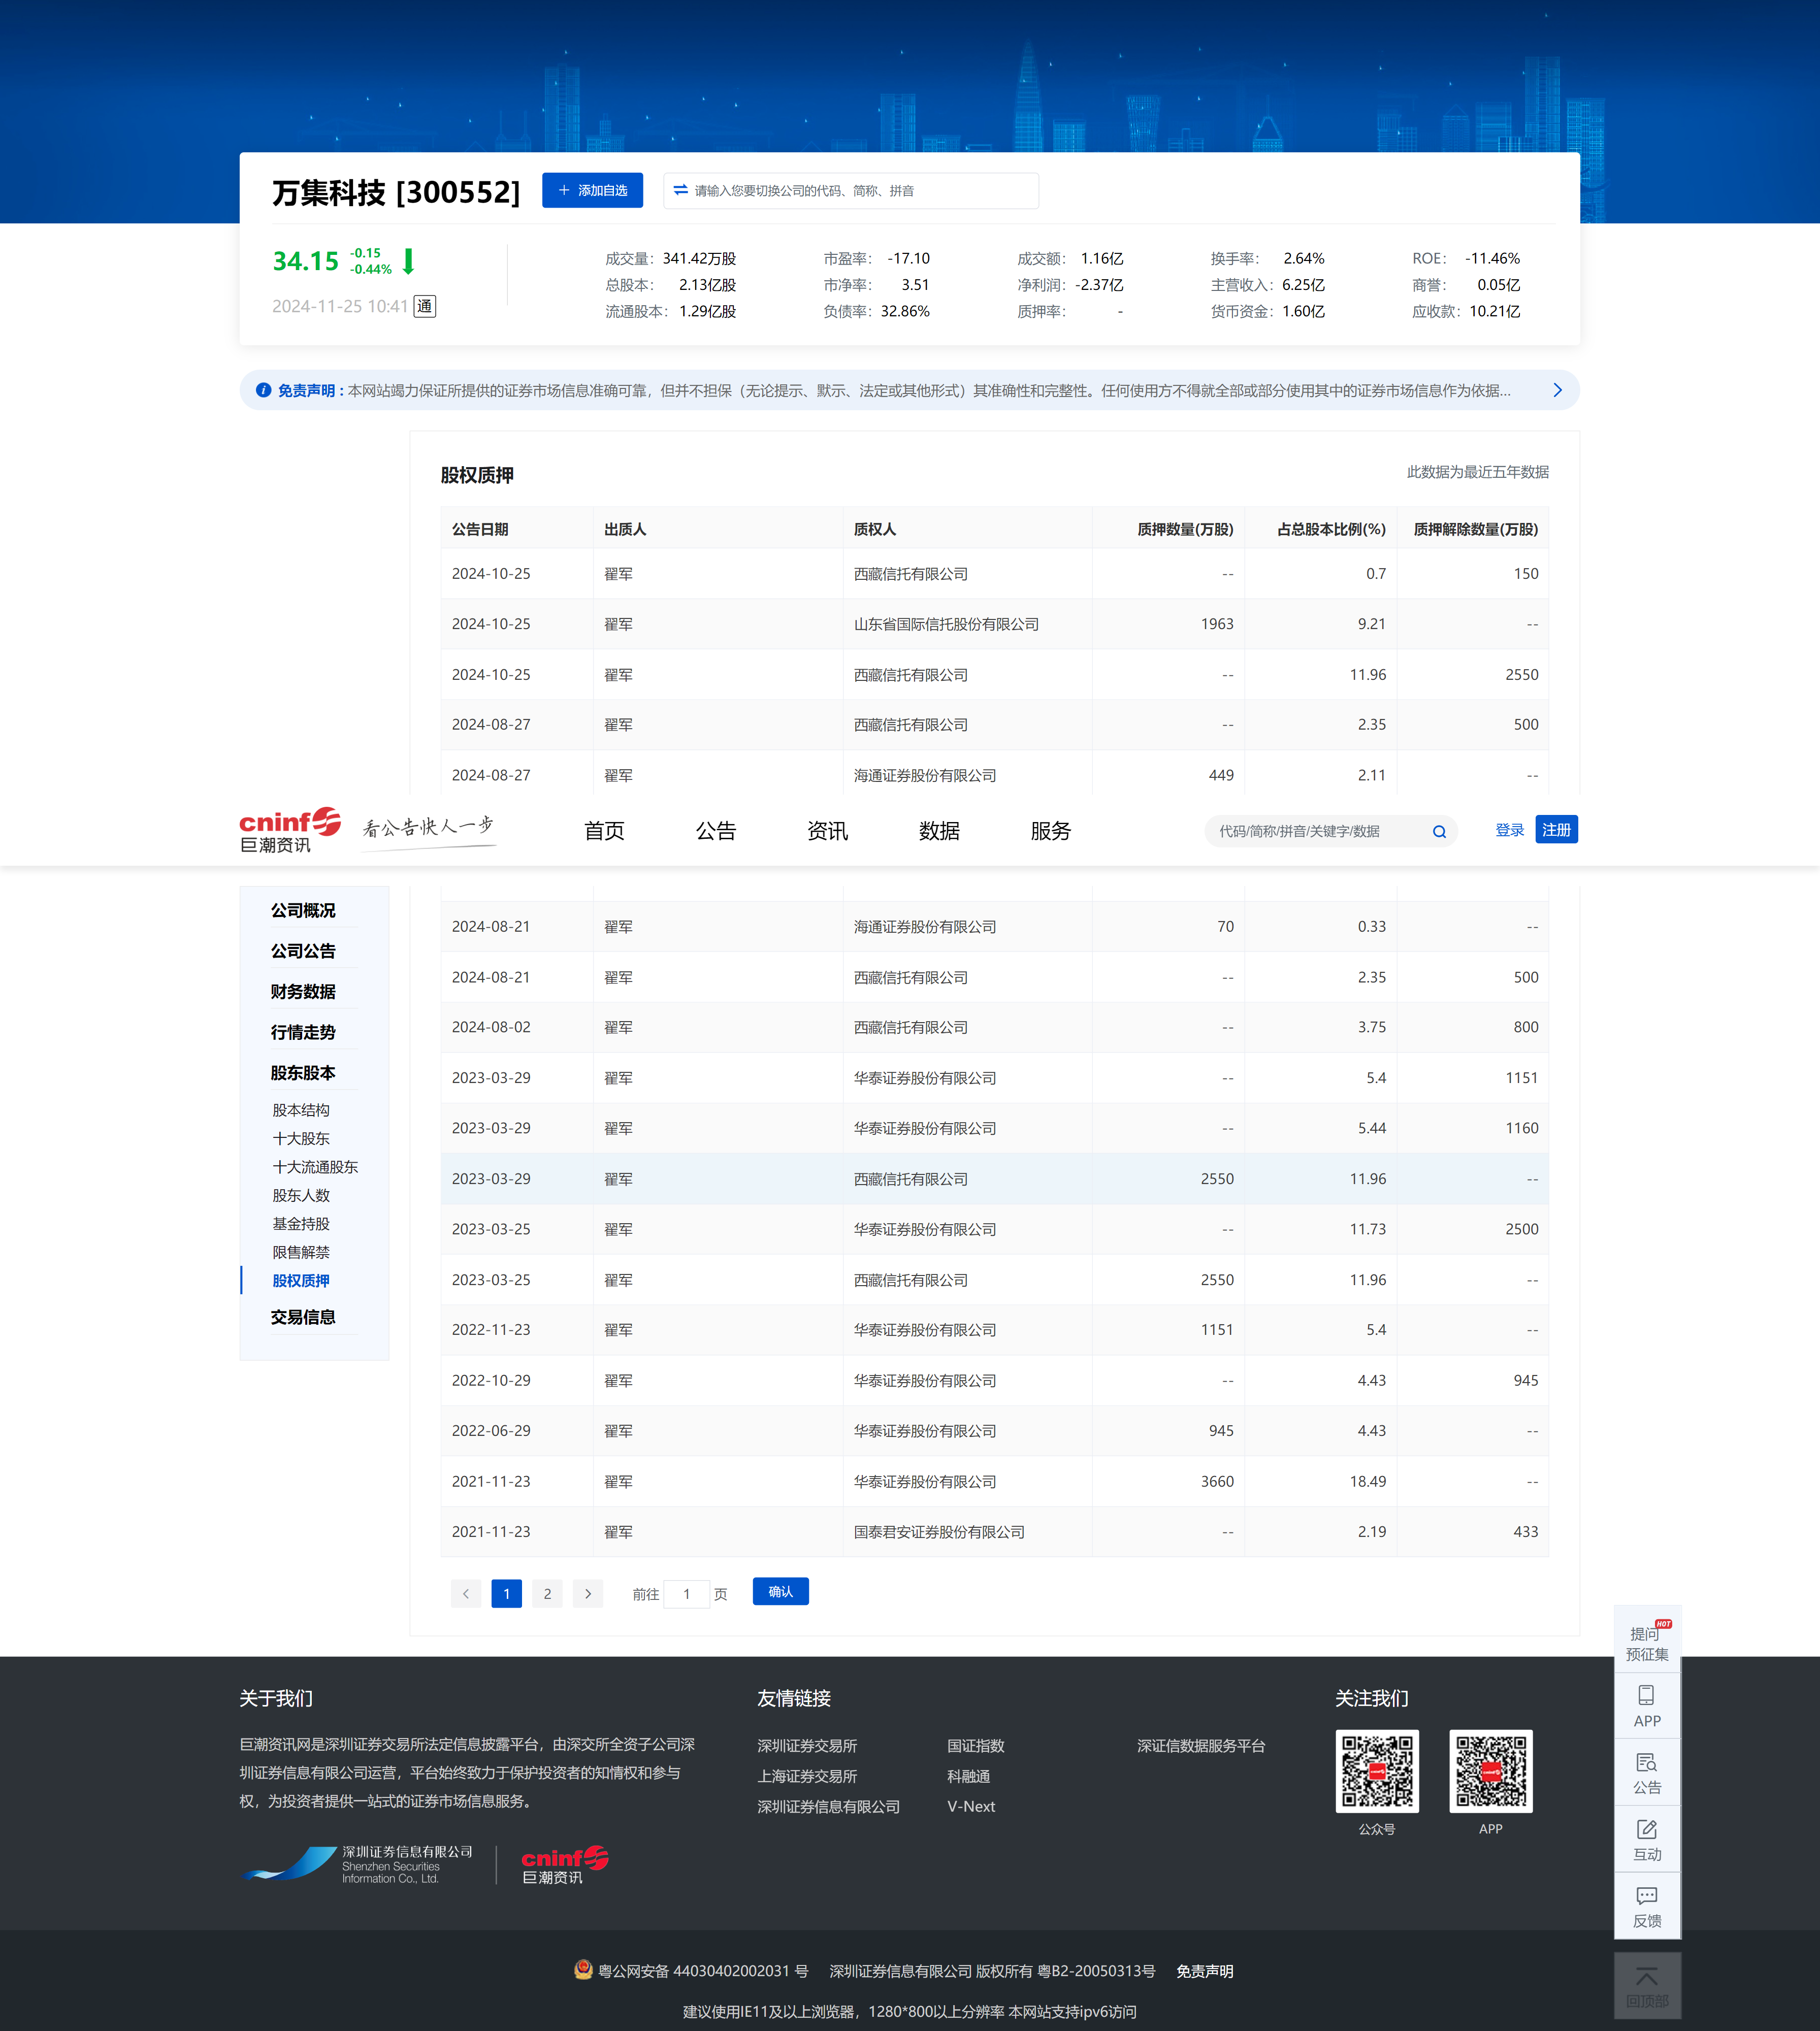 万集科技 [300552]
添加自选
请输入您要切换公司的代码、简称、拼音
34.15 -0.15 -0.44%
2024-11-25 10:41 通
成交量： 341.42万股 市盈率： -17.10 成交额： 1.16亿 换手率： 2.64% ROE： -11.46%
总股本： 2.13亿股 市净率： 3.51 净利润： -2.37亿 主营收入： 6.25亿 商誉： 0.05亿
流通股本： 1.29亿股 负债率： 32.86% 质押率： - 货币资金： 1.60亿 应收款： 10.21亿
免责声明：本网站竭力保证所提供的证券市场信息准确可靠，但并不担保（无论提示、默示、法定或其他形式）其准确性和完整性。任何使用方不得就全部或部分使用其中的证券市场信息作为依据...
股权质押 此数据为最近五年数据
公告日期 出质人 质权人 质押数量(万股) 占总股本比例(%) 质押解除数量(万股)
2024-10-25 翟军 西藏信托有限公司 -- 0.7 150
2024-10-25 翟军 山东省国际信托股份有限公司 1963 9.21 --
2024-10-25 翟军 西藏信托有限公司 -- 11.96 2550
2024-08-27 翟军 西藏信托有限公司 -- 2.35 500
2024-08-27 翟军 海通证券股份有限公司 449 2.11 --
cninf 巨潮资讯 看公告快人一步
首页 公告 资讯 数据 服务
代码/简称/拼音/关键字/数据
登录 注册
公司概况
公司公告
财务数据
行情走势
股东股本
股本结构
十大股东
十大流通股东
股东人数
基金持股
限售解禁
股权质押
交易信息
2024-08-21 翟军 海通证券股份有限公司 70 0.33 --
2024-08-21 翟军 西藏信托有限公司 -- 2.35 500
2024-08-02 翟军 西藏信托有限公司 -- 3.75 800
2023-03-29 翟军 华泰证券股份有限公司 -- 5.4 1151
2023-03-29 翟军 华泰证券股份有限公司 -- 5.44 1160
2023-03-29 翟军 西藏信托有限公司 2550 11.96 --
2023-03-25 翟军 华泰证券股份有限公司 -- 11.73 2500
2023-03-25 翟军 西藏信托有限公司 2550 11.96 --
2022-11-23 翟军 华泰证券股份有限公司 1151 5.4 --
2022-10-29 翟军 华泰证券股份有限公司 -- 4.43 945
2022-06-29 翟军 华泰证券股份有限公司 945 4.43 --
2021-11-23 翟军 华泰证券股份有限公司 3660 18.49 --
2021-11-23 翟军 国泰君安证券股份有限公司 -- 2.19 433
1 2 前往 1 页 确认
HOT
提问
预征集
APP
公告
互动
反馈
回顶部
关于我们
巨潮资讯网是深圳证券交易所法定信息披露平台，由深交所全资子公司深
圳证券信息有限公司运营，平台始终致力于保护投资者的知情权和参与
权，为投资者提供一站式的证券市场信息服务。
深圳证券信息有限公司
Shenzhen Securities
Information Co., Ltd.
cninf
巨潮资讯
友情链接
深圳证券交易所 国证指数 深证信数据服务平台
上海证券交易所 科融通
深圳证券信息有限公司 V-Next
关注我们
公众号 APP
粤公网安备 44030402002031 号 深圳证券信息有限公司 版权所有 粤B2-20050313号 免责声明
建议使用IE11及以上浏览器，1280*800以上分辨率 本网站支持ipv6访问